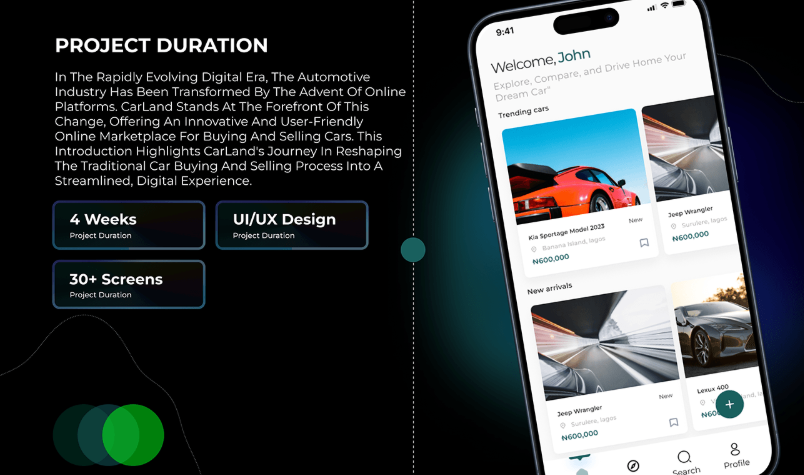 PROJECT DURATION
In The Rapidly Evolving Digital Era, The Automotive
Industry Has Been Transformed By The Advent Of Online
Platforms. CarLand Stands At The Forefront Of This
Change, Offering An Innovative And User-Friendly
Online Marketplace For Buying And Selling Cars. This
Introduction Highlights CarLand's Journey In Reshaping
The Traditional Car Buying And Selling Process Into A
Streamlined, Digital Experience.
4 Weeks
Project Duration
UI/UX Design
Project Duration
30+ Screens
Project Duration
9:41
Welcome, John
Explore, Compare, and Drive Home Your
Dream Car"
Trending cars
Kia Sportage Model 2023
New
Banana Island, lagos
₦600,000
Jeep Wrangler
Surulere, lagos
₦600,000
New arrivals
Jeep Wrangler
New
Surulere, lagos
₦600,000
Lexux 400
Search
Profile